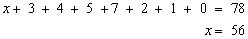 x + 3 + 4 + 5 + 7 + 2 + 1 + 0 = 78
x = 56